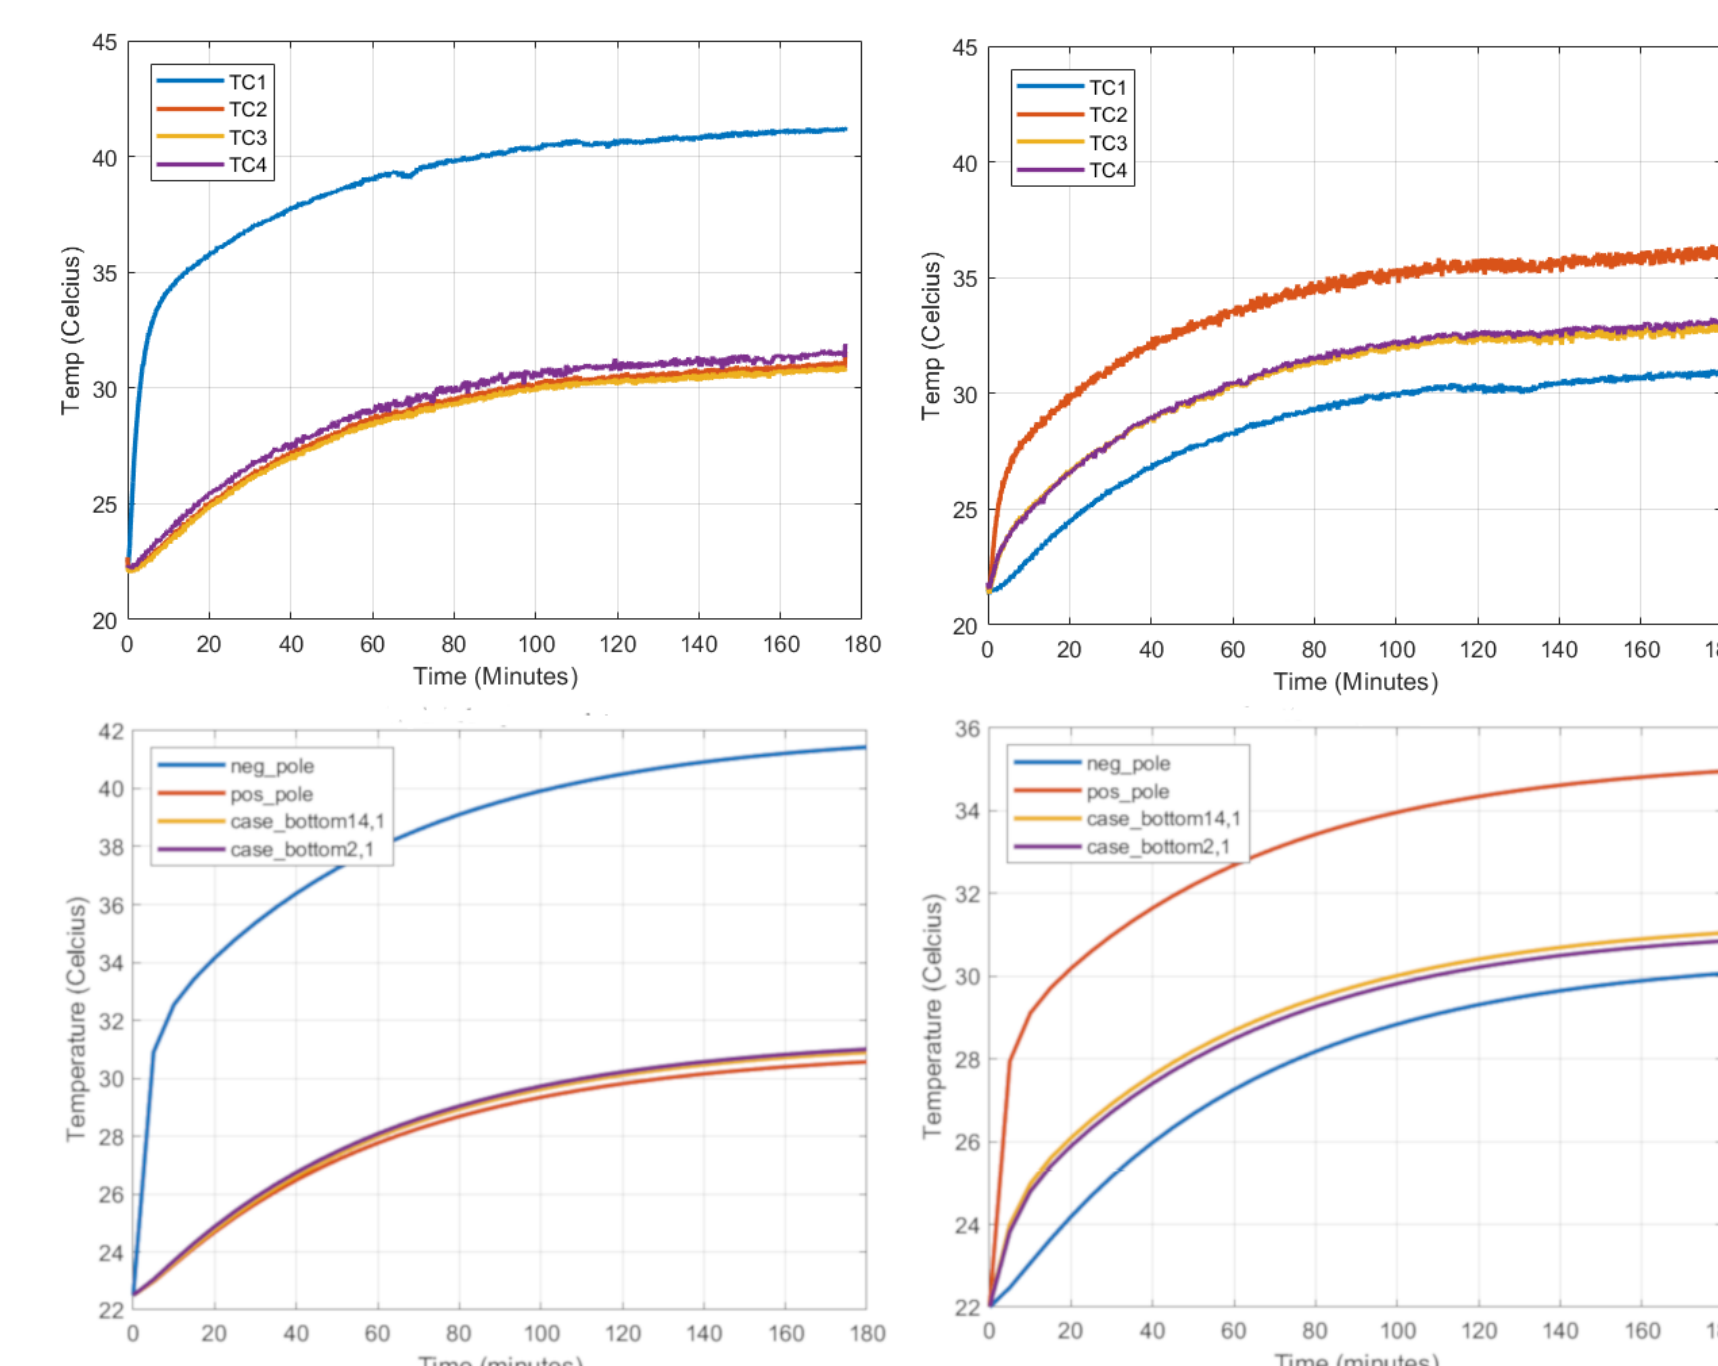 45
40
35
30
25
20
Temp (Celcius)
TC1
TC2
TC3
TC4
0 20 40 60 80 100 120 140 160 180
Time (Minutes)
45
40
35
30
25
20
Temp (Celcius)
TC1
TC2
TC3
TC4
0 20 40 60 80 100 120 140 160
Time (Minutes)
42
40
38
36
34
32
30
28
26
24
22
Temperature (Celcius)
neg_pole
pos_pole
case_bottom14,1
case_bottom2,1
0 20 40 60 80 100 120 140 160 180
Time (minutes)
36
34
32
30
28
26
24
22
Temperature (Celcius)
neg_pole
pos_pole
case_bottom14,1
case_bottom2,1
0 20 40 60 80 100 120 140 160
Time (minutes)